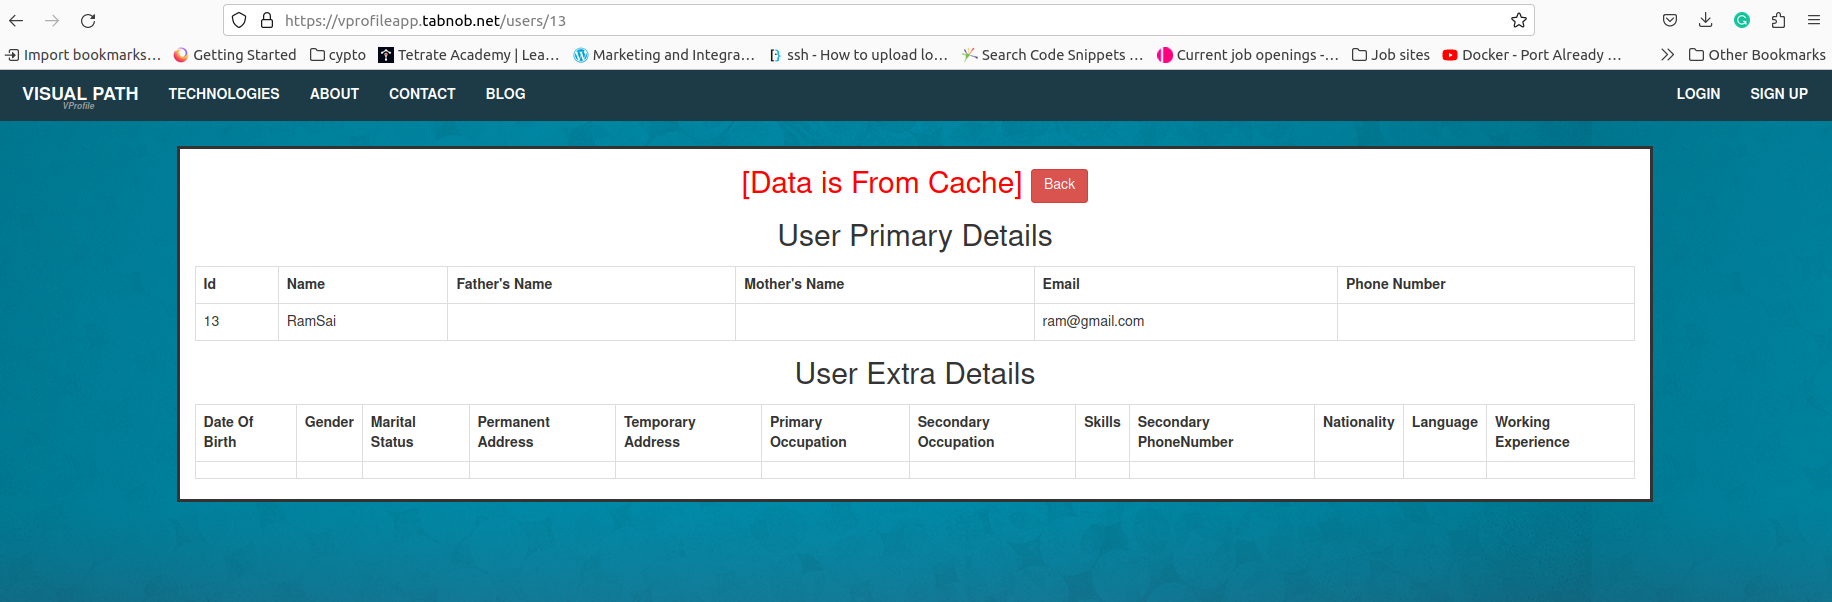 https://vprofileapp.tabnob.net/users/13
Import bookmarks... Getting Started cypto Tetrate Academy | Lea... Marketing and Integra... ssh - How to upload lo... Search Code Snippets ... Current job openings -... Job sites Docker - Port Already ... Other Bookmarks
VISUAL PATH TECHNOLOGIES ABOUT CONTACT BLOG LOGIN SIGN UP
VProfile
[Data is From Cache] Back
User Primary Details
Id Name Father's Name Mother's Name Email Phone Number
13 RamSai ram@gmail.com
User Extra Details
Date Of Birth Gender Marital Status Permanent Address Temporary Address Primary Occupation Secondary Occupation Skills Secondary PhoneNumber Nationality Language Working Experience